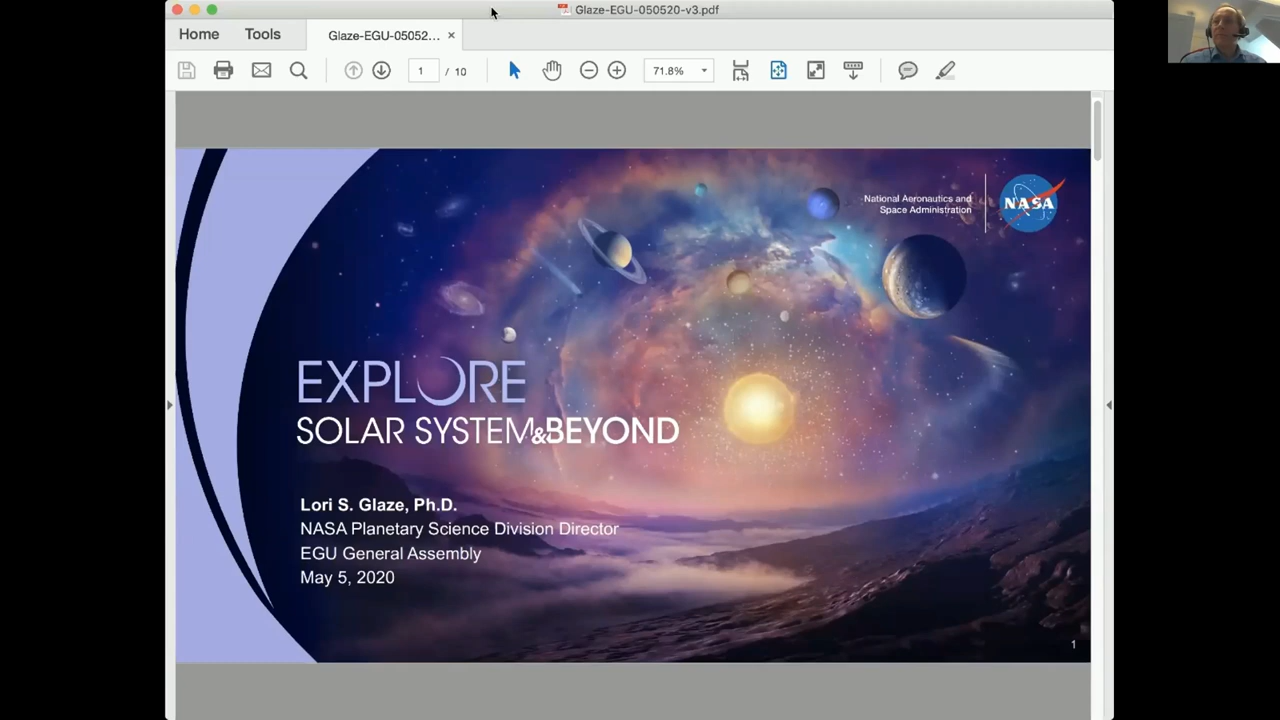 Glaze-EGU-050520-v3.pdf
Home
Tools
Glaze-EGU-05052...
1 / 10
71.8%
National Aeronautics and
Space Administration
NASA
EXPLORE
SOLAR SYSTEM&BEYOND
Lori S. Glaze, Ph.D.
NASA Planetary Science Division Director
EGU General Assembly
May 5, 2020
1